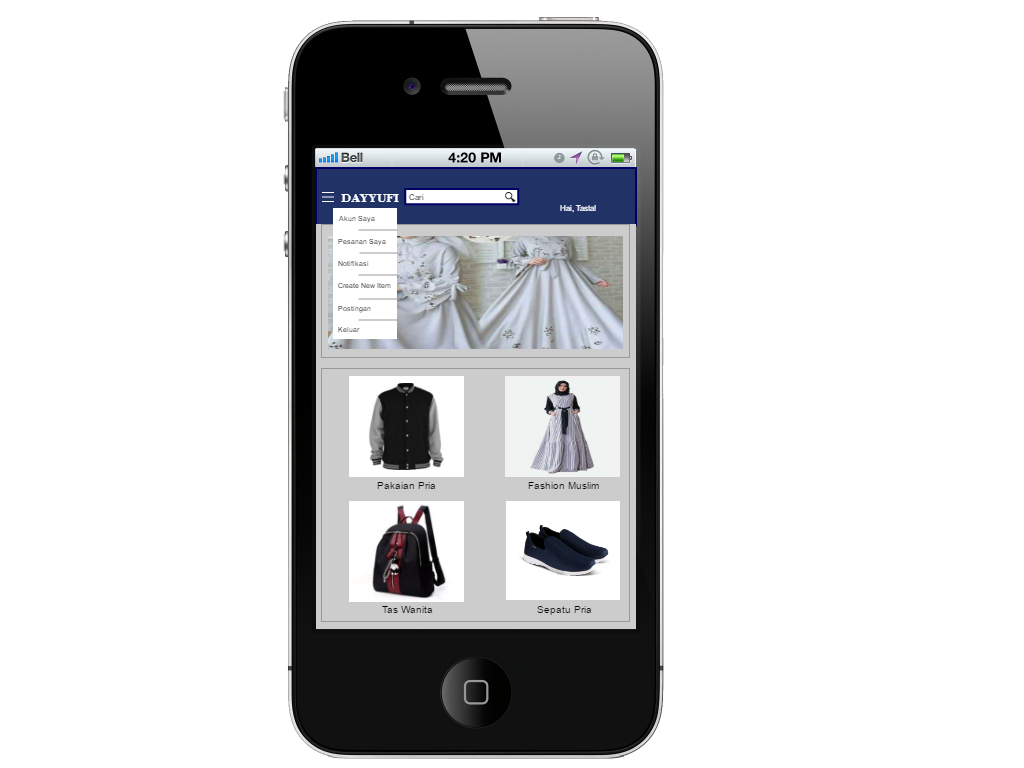 Bell
4:20 PM
DAYYUFI
Cari
Hai, Tasta!
Akun Saya
Pesanan Saya
Notifikasi
Create New Item
Postingan
Keluar
Pakaian Pria
Fashion Muslim
Tas Wanita
Sepatu Pria